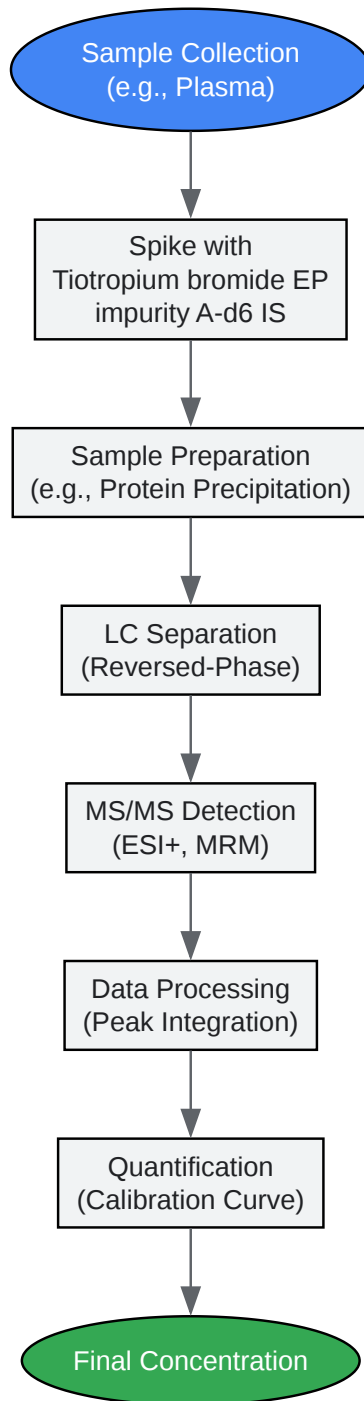 Sample Collection
(e.g., Plasma)
Spike with
Tiotropium bromide EP
impurity A-d6 IS
Sample Preparation
(e.g., Protein Precipitation)
LC Separation
(Reversed-Phase)
MS/MS Detection
(ESI+, MRM)
Data Processing
(Peak Integration)
Quantification
(Calibration Curve)
Final Concentration